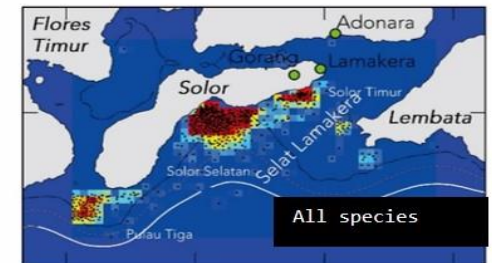 Flores
Timur
Adonara
Gorang
Lamakera
Solor
Solor Timur
Lembata
Selat Lamakera
Solor Selatan
Pulau Tiga
All species